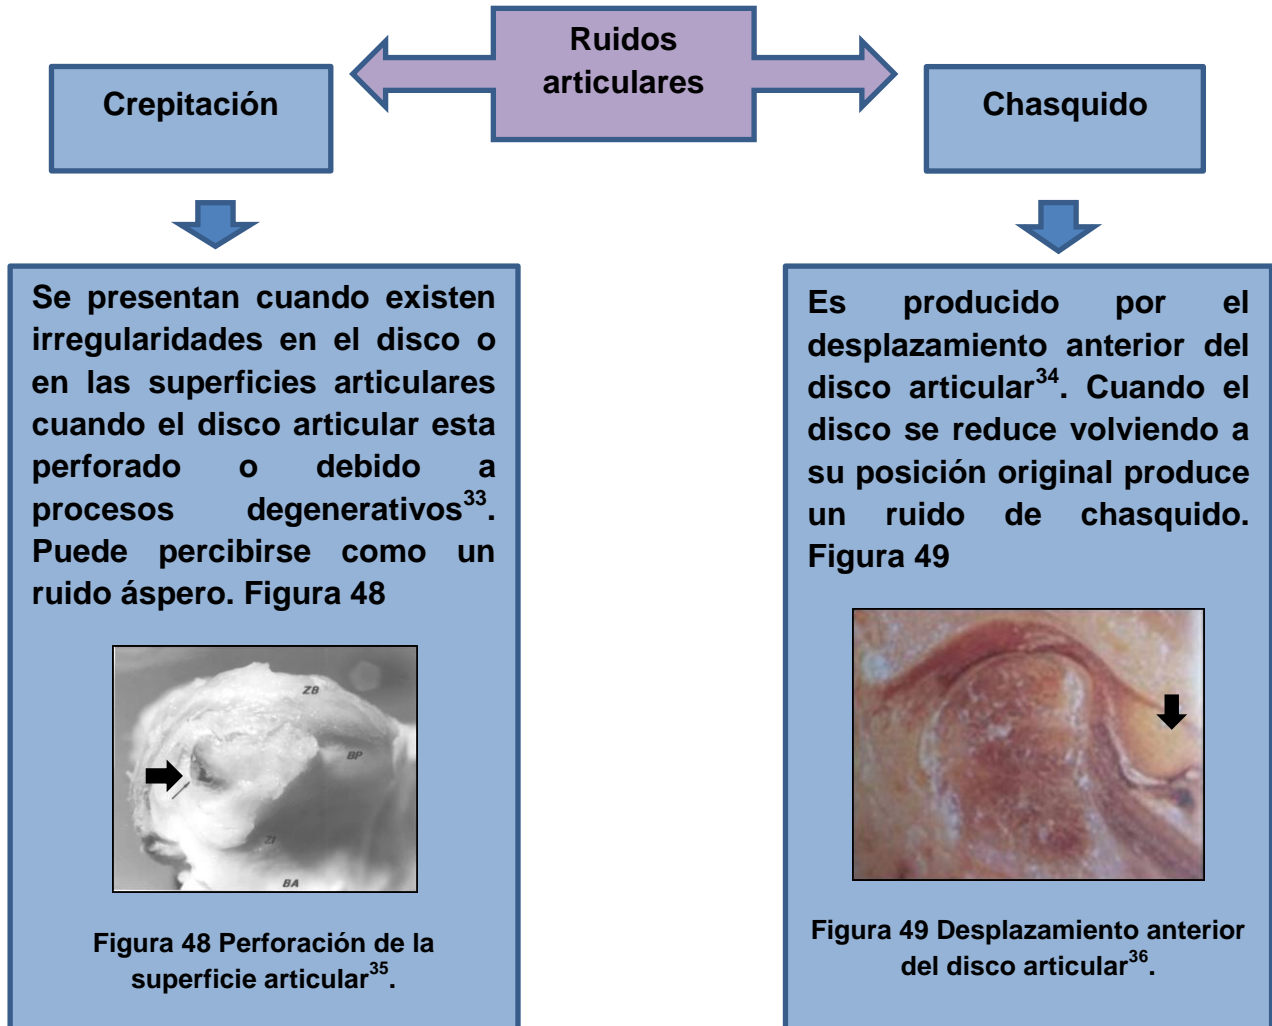 Ruidos
articulares
Crepitación
Chasquido
Se presentan cuando existen
irregularidades en el disco o
en las superficies articulares
cuando el disco articular esta
perforado o debido a
procesos degenerativos³³.
Puede percibirse como un
ruido áspero. Figura 48
ZB
BP
ZI
BA
Figura 48 Perforación de la
superficie articular³⁵.
Es producido por el
desplazamiento anterior del
disco articular³⁴. Cuando el
disco se reduce volviendo a
su posición original produce
un ruido de chasquido.
Figura 49
Figura 49 Desplazamiento anterior
del disco articular³⁶.